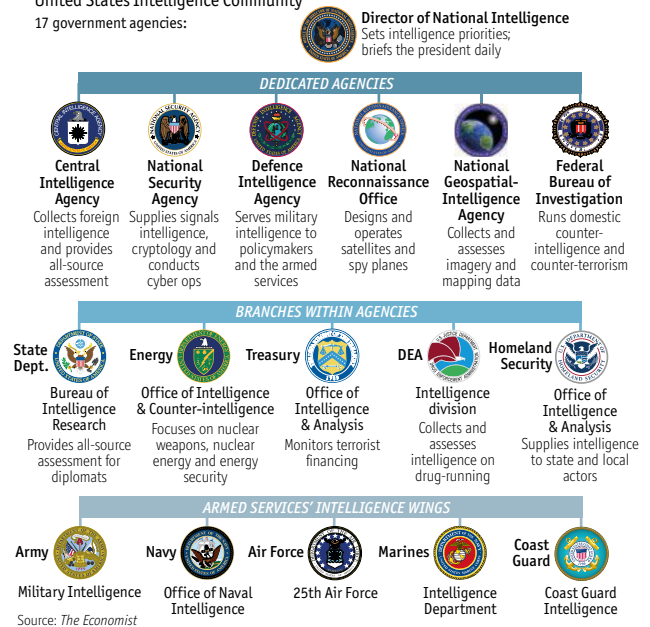 United States Intelligence Community
17 government agencies:
Director of National Intelligence
Sets intelligence priorities;
briefs the president daily
DEDICATED AGENCIES
Central
Intelligence
Agency
Collects foreign
intelligence
and provides
all-source
assessment
National
Security
Agency
Supplies signals
intelligence,
cryptology and
conducts
cyber ops
Defence
Intelligence
Agency
Serves military
intelligence to
policymakers
and the armed
services
National
Reconnaissance
Office
Designs and
operates
satellites and
spy planes
National
Geospatial-
Intelligence
Agency
Collects and
assesses
imagery and
mapping data
Federal
Bureau of
Investigation
Runs domestic
counter-
intelligence and
counter-terrorism
BRANCHES WITHIN AGENCIES
State
Dept.
Bureau of
Intelligence
Research
Provides all-source
assessment for
diplomats
Energy
Office of Intelligence
& Counter-intelligence
Focuses on nuclear
weapons, nuclear
energy and energy
security
Treasury
Office of
Intelligence
& Analysis
Monitors terrorist
financing
DEA
Intelligence
division
Collects and
assesses
intelligence on
drug-running
Homeland
Security
Office of
Intelligence
& Analysis
Supplies intelligence
to state and local
actors
ARMED SERVICES' INTELLIGENCE WINGS
Army
Military Intelligence
Navy
Office of Naval
Intelligence
Air Force
25th Air Force
Marines
Intelligence
Department
Coast
Guard
Coast Guard
Intelligence
Source: The Economist